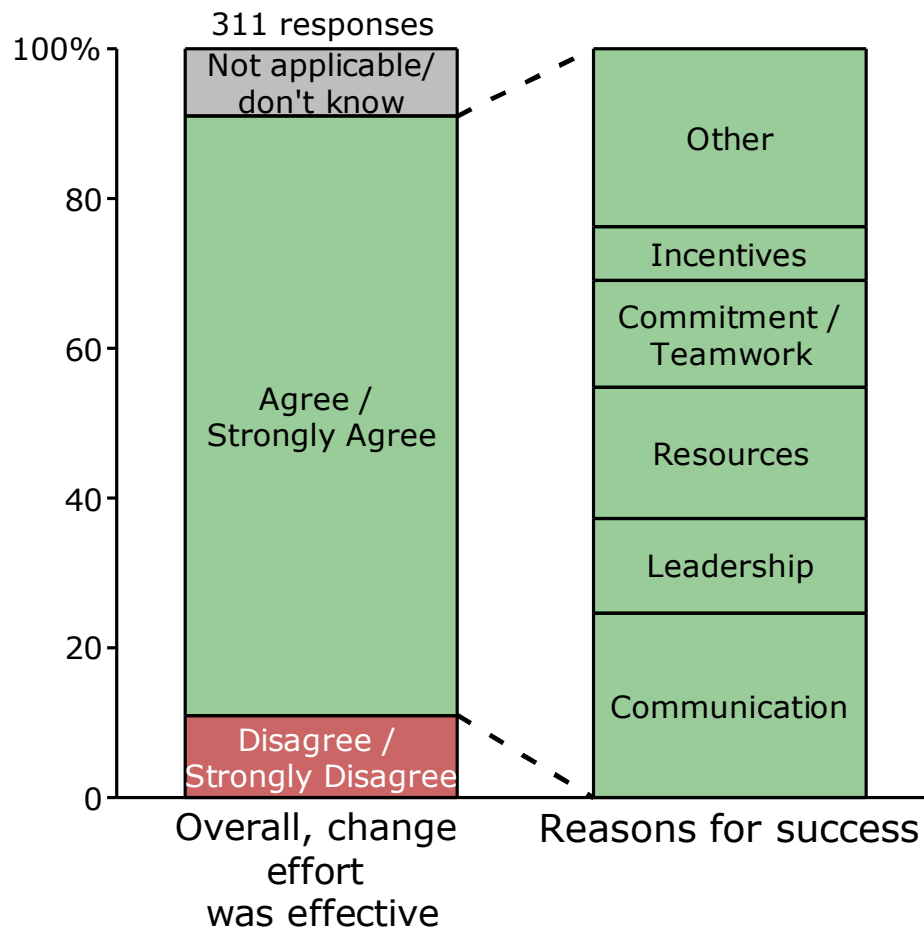 311 responses
100%
80
60
40
20
0
Not applicable/
don't know
Agree /
Strongly Agree
Disagree /
Strongly Disagree
Overall, change
effort
was effective
Other
Incentives
Commitment /
Teamwork
Resources
Leadership
Communication
Reasons for success